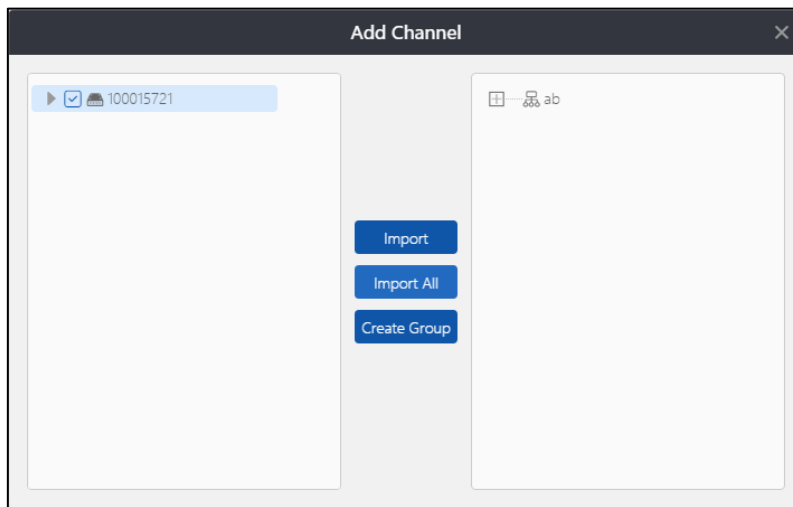 Add Channel
100015721
ab
Import
Import All
Create Group